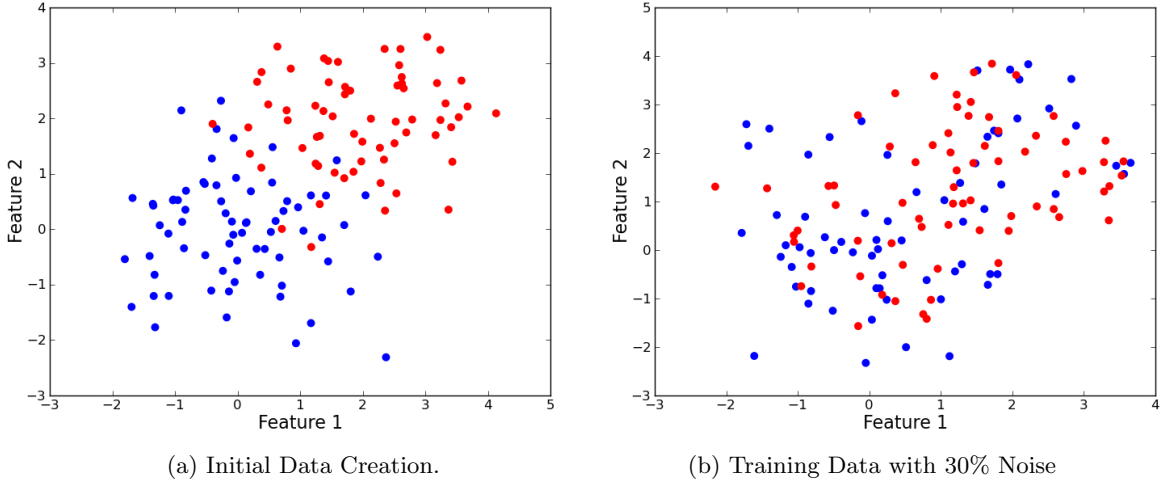 4
3
2
1
0
−1
−2
−3
−3 −2 −1 0 1 2 3 4 5
Feature 2
Feature 1
(a) Initial Data Creation.
5
4
3
2
1
0
−1
−2
−3
−3 −2 −1 0 1 2 3 4
Feature 2
Feature 1
(b) Training Data with 30% Noise